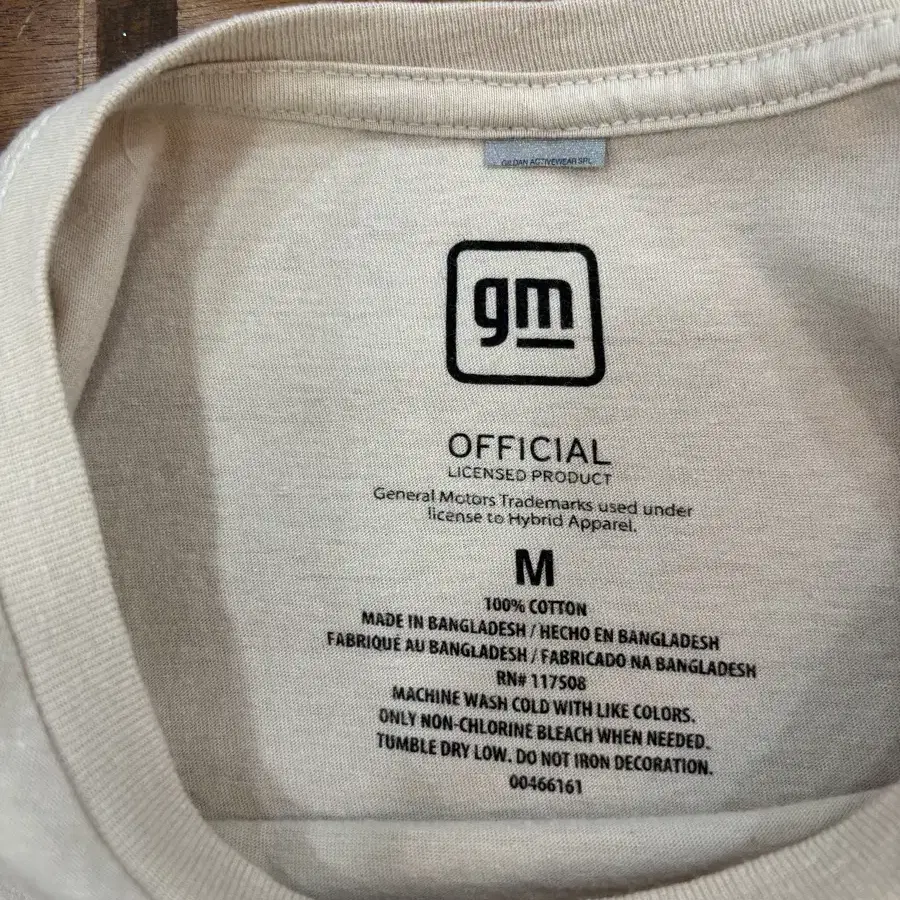 GILDAN ACTIVEWEAR SRL
gm
OFFICIAL
LICENSED PRODUCT
General Motors Trademarks used under
license to Hybrid Apparel.
M
100% COTTON
MADE IN BANGLADESH / HECHO EN BANGLADESH
FABRIQUÉ AU BANGLADESH / FABRICADO NA BANGLADESH
RN# 117508
MACHINE WASH COLD WITH LIKE COLORS.
ONLY NON-CHLORINE BLEACH WHEN NEEDED.
TUMBLE DRY LOW. DO NOT IRON DECORATION.
00466161